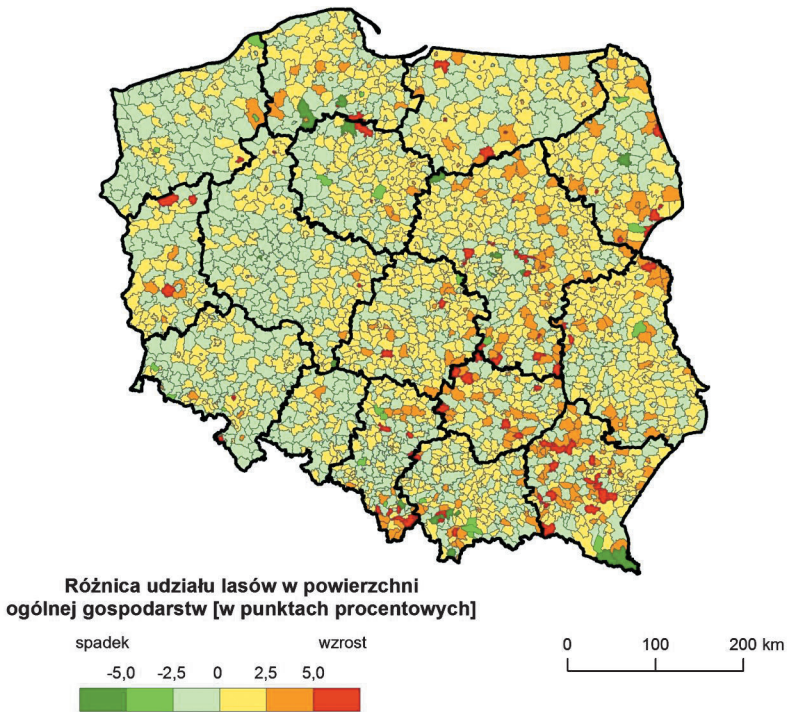 Różnica udziału lasów w powierzchni
ogólnej gospodarstw [w punktach procentowych]
spadek wzrost
-5,0 -2,5 0 2,5 5,0
0 100 200 km